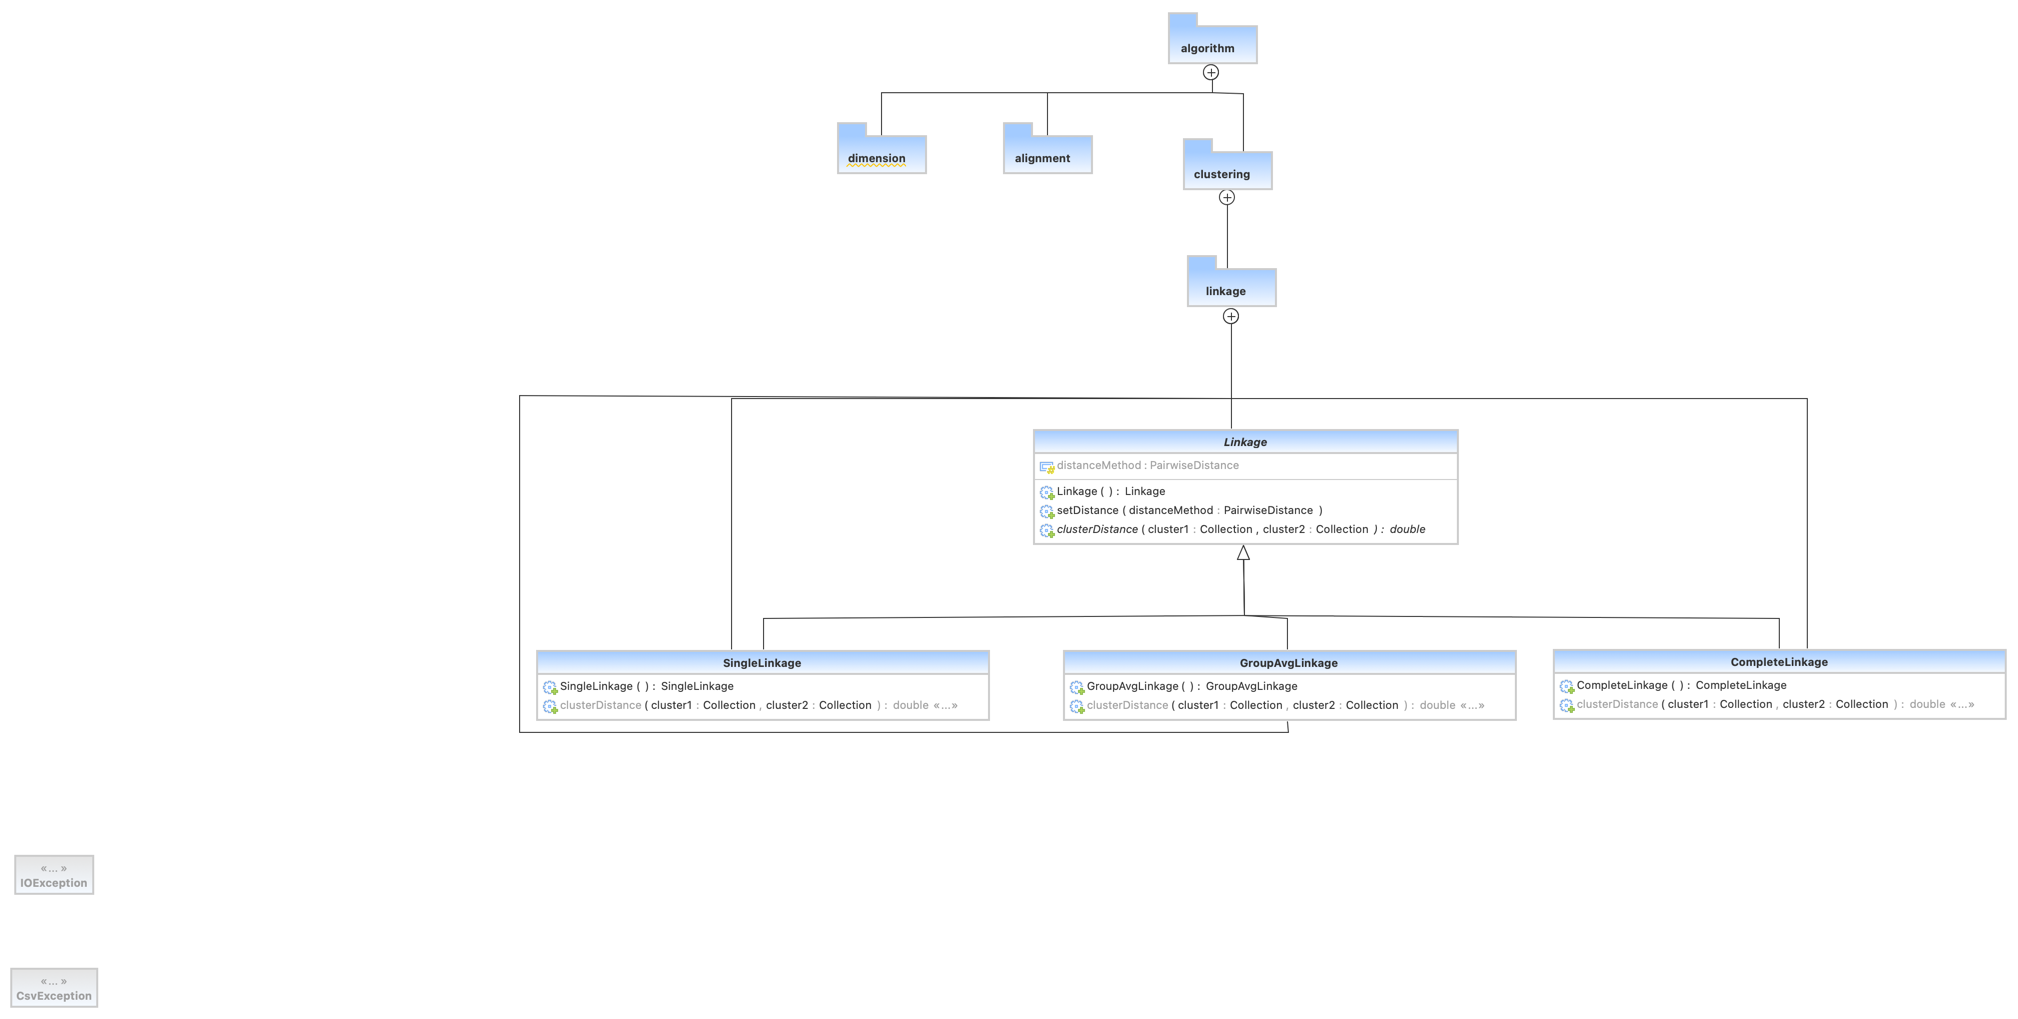 algorithm
dimension
alignment
clustering
linkage
Linkage
distanceMethod : PairwiseDistance
Linkage ( ) : Linkage
setDistance ( distanceMethod : PairwiseDistance )
clusterDistance ( cluster1 : Collection , cluster2 : Collection ) : double
SingleLinkage
SingleLinkage ( ) : SingleLinkage
clusterDistance ( cluster1 : Collection , cluster2 : Collection ) : double «...»
GroupAvgLinkage
GroupAvgLinkage ( ) : GroupAvgLinkage
clusterDistance ( cluster1 : Collection , cluster2 : Collection ) : double «...»
CompleteLinkage
CompleteLinkage ( ) : CompleteLinkage
clusterDistance ( cluster1 : Collection , cluster2 : Collection ) : double «...»
«... »
IOException
«... »
CsvException